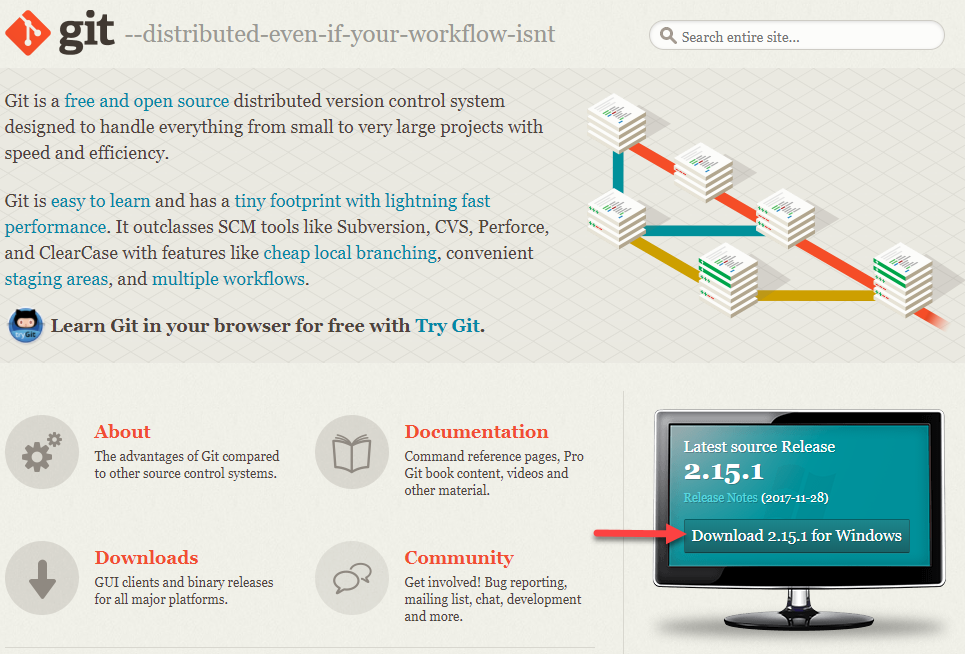 git --distributed-even-if-your-workflow-isnt
Search entire site...
Git is a free and open source distributed version control system
designed to handle everything from small to very large projects with
speed and efficiency.
Git is easy to learn and has a tiny footprint with lightning fast
performance. It outclasses SCM tools like Subversion, CVS, Perforce,
and ClearCase with features like cheap local branching, convenient
staging areas, and multiple workflows.
tryGit
Learn Git in your browser for free with Try Git.
About
The advantages of Git compared
to other source control systems.
Documentation
Command reference pages, Pro
Git book content, videos and
other material.
Downloads
GUI clients and binary releases
for all major platforms.
Community
Get involved! Bug reporting,
mailing list, chat, development
and more.
Latest source Release
2.15.1
Release Notes (2017-11-28)
Download 2.15.1 for Windows